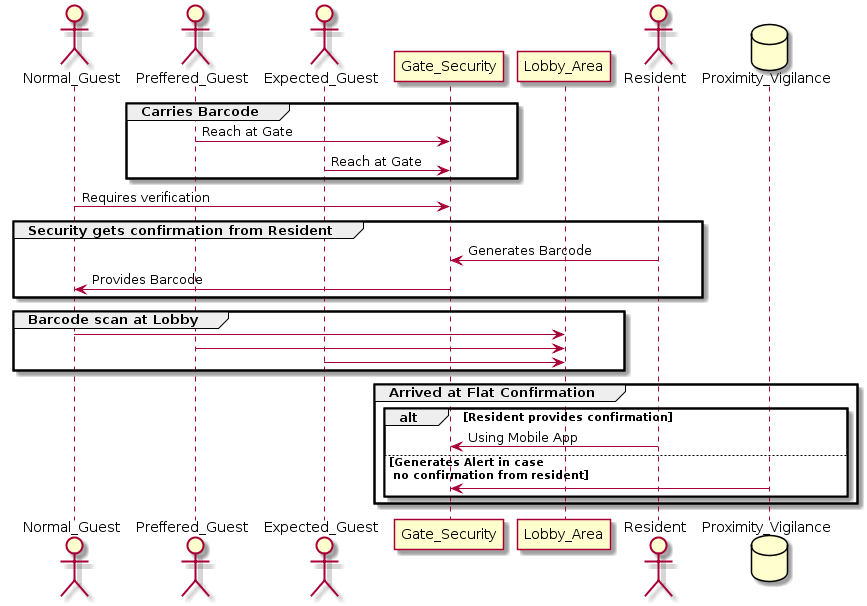 Normal_Guest
Preffered_Guest
Expected_Guest
Gate_Security
Lobby_Area
Resident
Proximity_Vigilance
Carries Barcode
Reach at Gate
Reach at Gate
Requires verification
Security gets confirmation from Resident
Generates Barcode
Provides Barcode
Barcode scan at Lobby
Arrived at Flat Confirmation
alt
[Resident provides confirmation]
Using Mobile App
[Generates Alert in case
no confirmation from resident]
Normal_Guest
Preffered_Guest
Expected_Guest
Gate_Security
Lobby_Area
Resident
Proximity_Vigilance